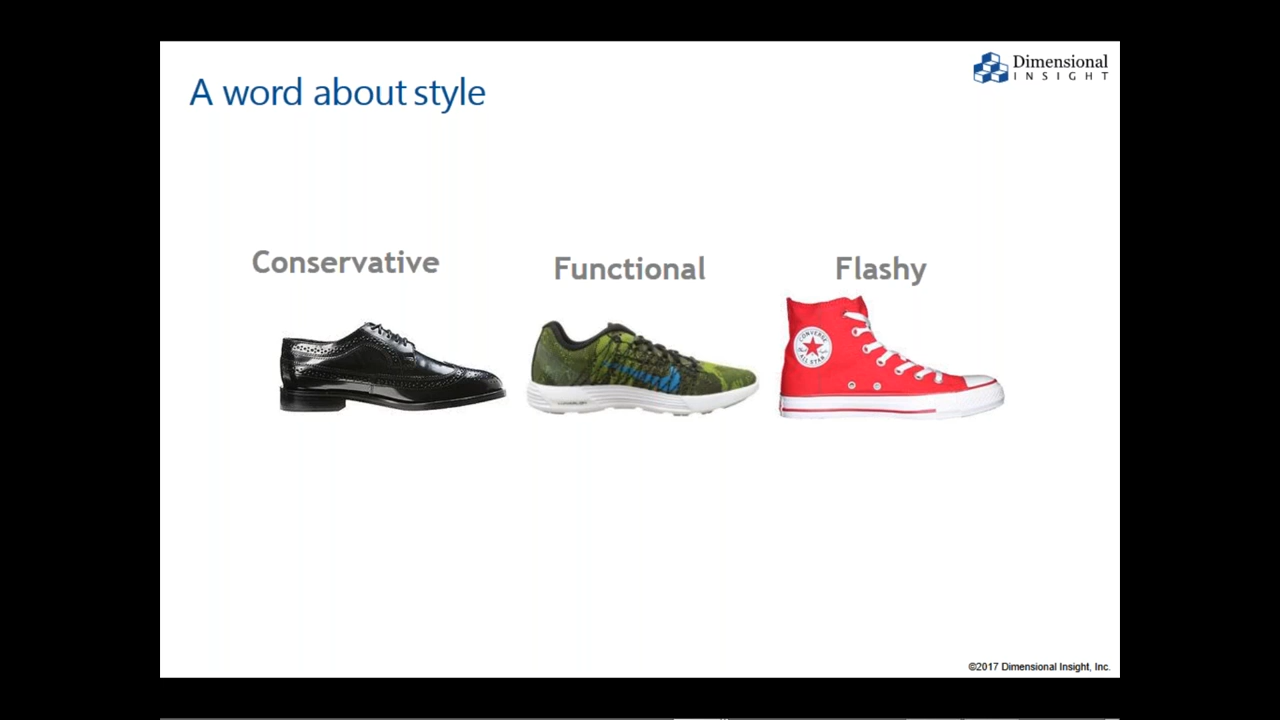 A word about style
Dimensional
INSIGHT
Conservative
Functional
Flashy
CONVERSE
ALL STAR
©2017 Dimensional Insight, Inc.